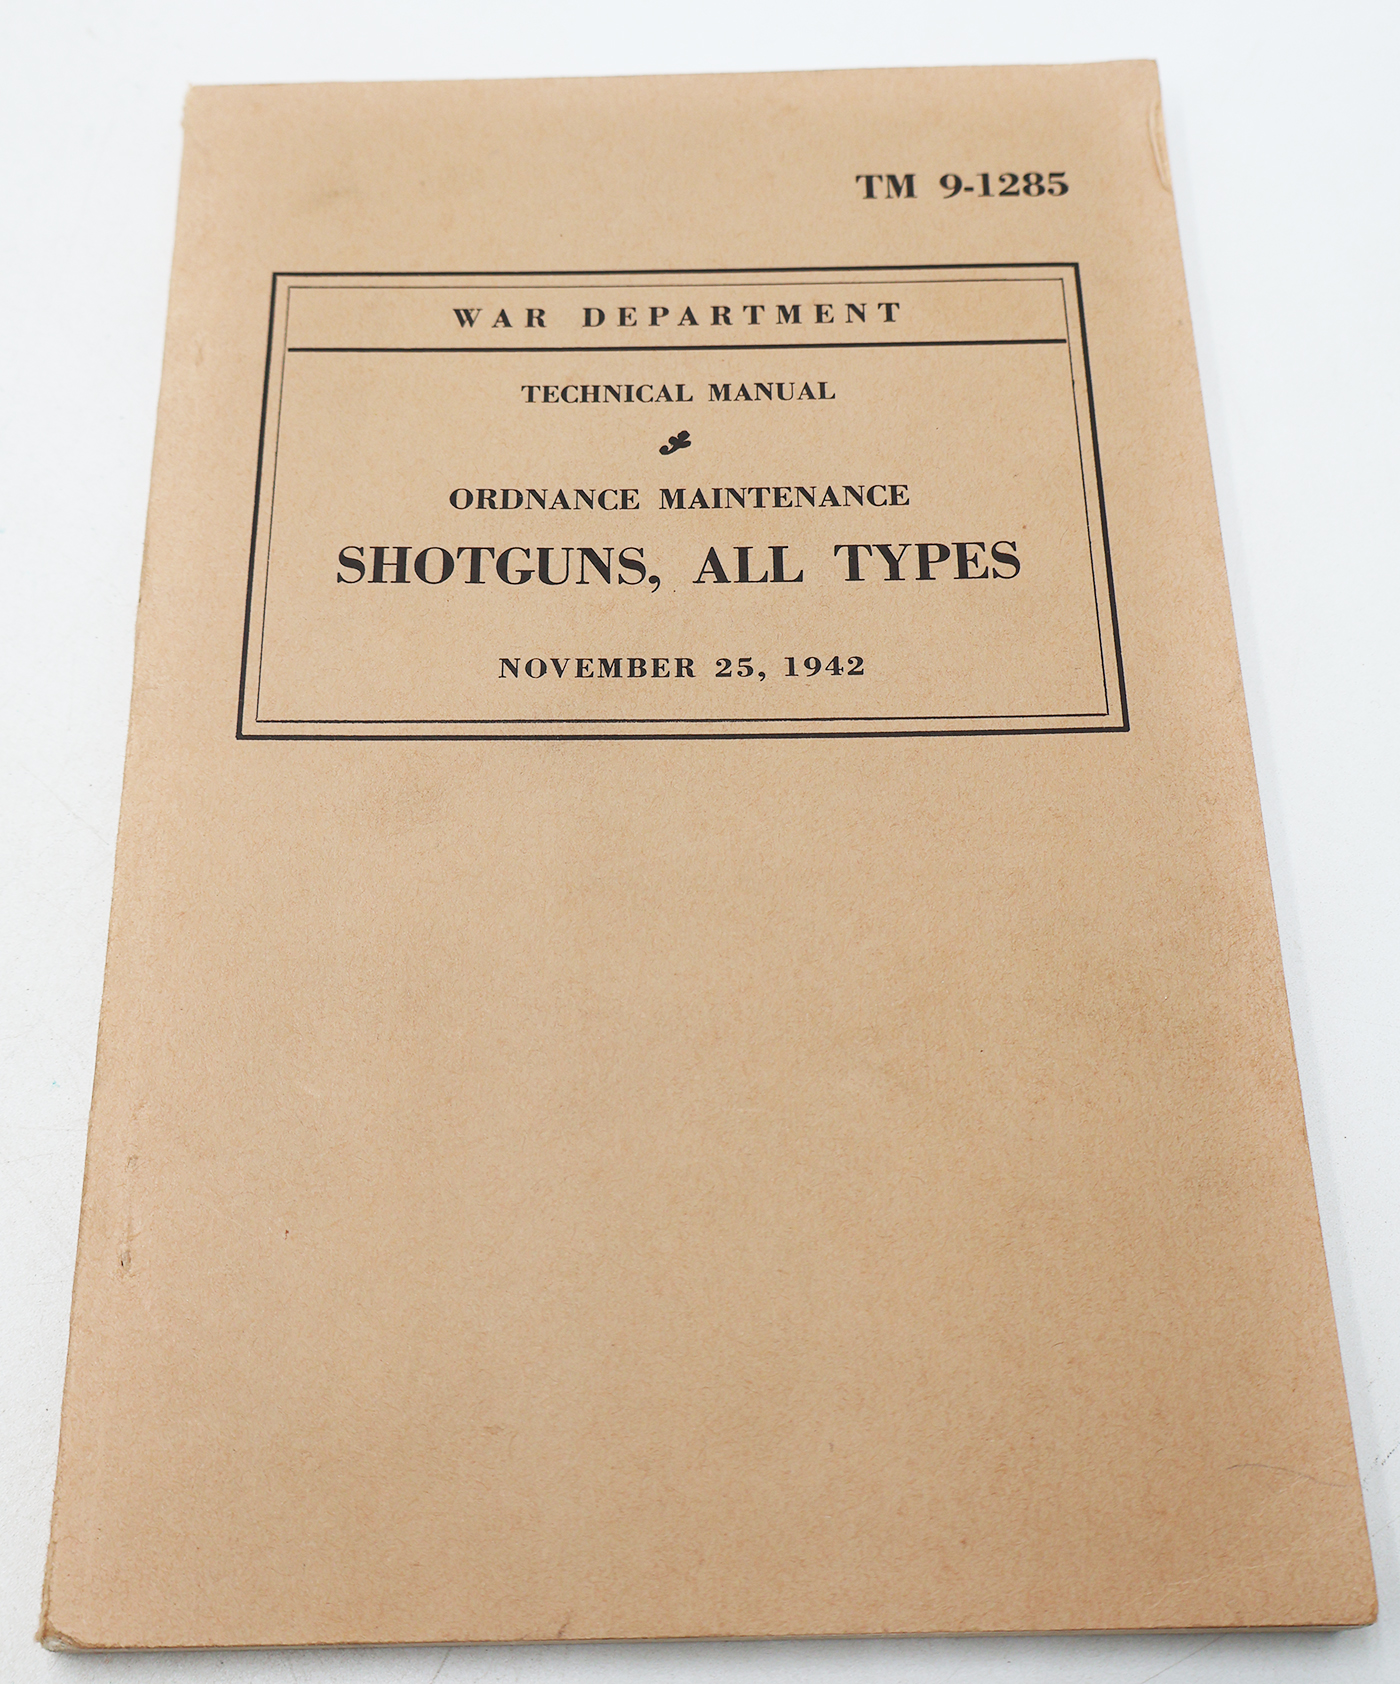 TM 9-1285
WAR DEPARTMENT
TECHNICAL MANUAL
ORDNANCE MAINTENANCE
SHOTGUNS, ALL TYPES
NOVEMBER 25, 1942